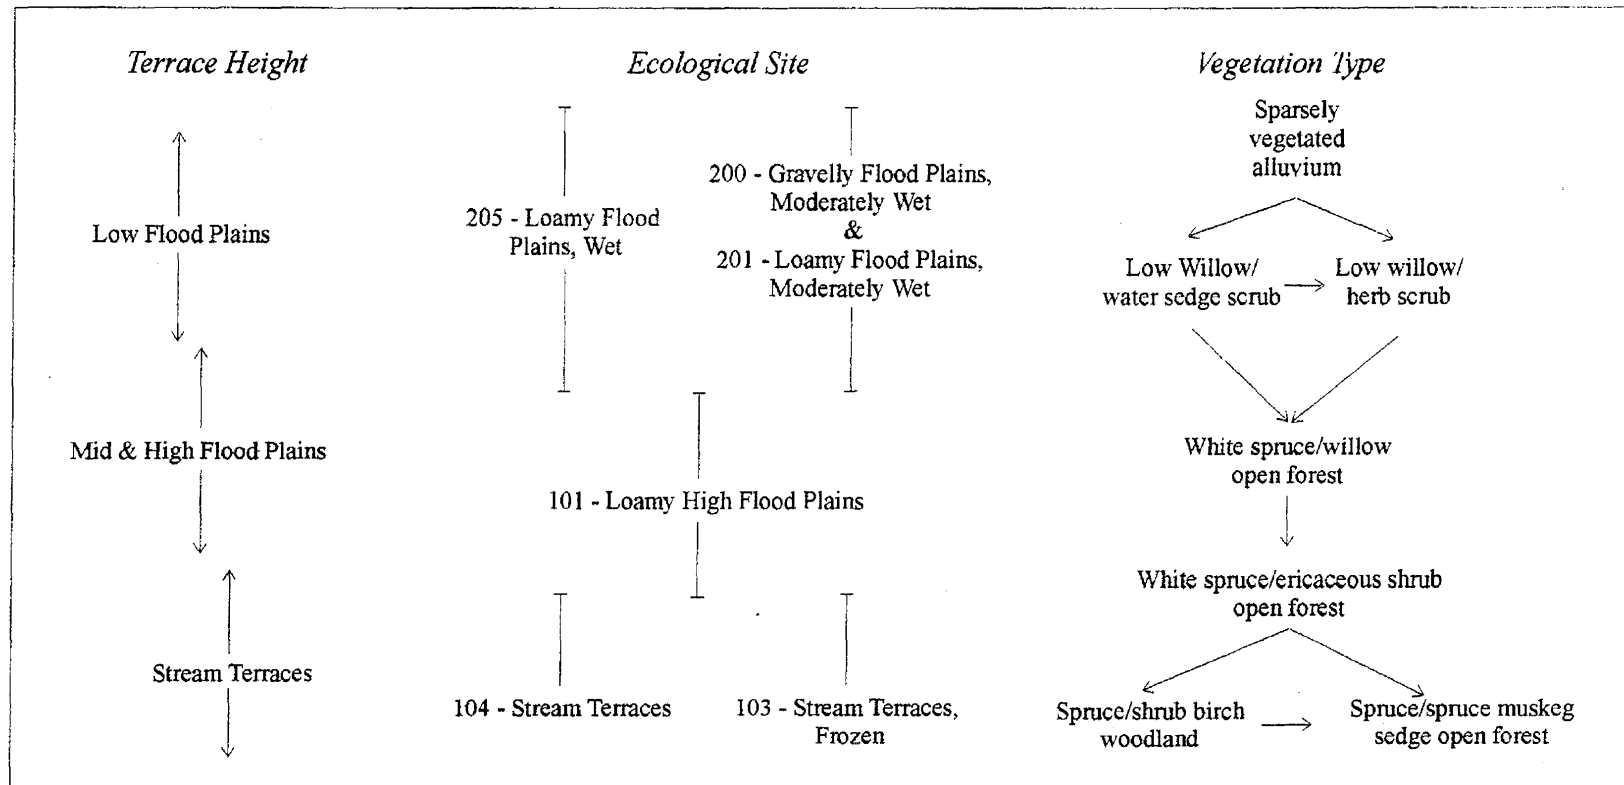 Terrace Height
Ecological Site
Vegetation Type
Low Flood Plains
Mid & High Flood Plains
Stream Terraces
205 - Loamy Flood
Plains, Wet
200 - Gravelly Flood Plains,
Moderately Wet
&
201 - Loamy Flood Plains,
Moderately Wet
101 - Loamy High Flood Plains
104 - Stream Terraces
103 - Stream Terraces,
Frozen
Sparsely
vegetated
alluvium
Low Willow/
water sedge scrub
Low willow/
herb scrub
White spruce/willow
open forest
White spruce/ericaceous shrub
open forest
Spruce/shrub birch
woodland
Spruce/spruce muskeg
sedge open forest